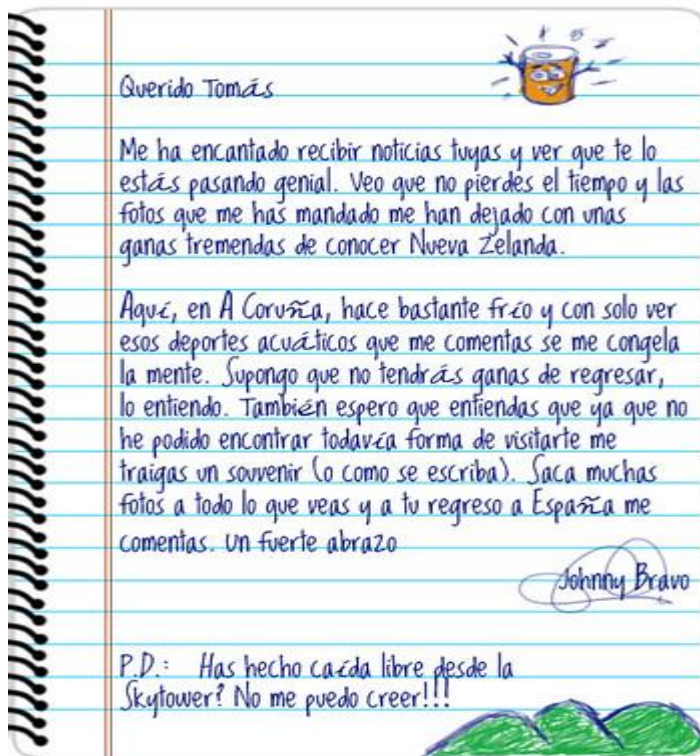 Querido Tomás
Me ha encantado recibir noticias tuyas y ver que te lo
estás pasando genial. Veo que no pierdes el tiempo y las
fotos que me has mandado me han dejado con unas
ganas tremendas de conocer Nueva Zelanda.
Aquí, en A Coruña, hace bastante frío y con solo ver
esos deportes acuáticos que me comentas se me congela
la mente. Supongo que no tendrás ganas de regresar,
lo entiendo. También espero que entiendas que ya que no
he podido encontrar todavía forma de visitarte me
traigas un souvenir (o como se escriba). Saca muchas
fotos a todo lo que veas y a tu regreso a España me
comentas. Un fuerte abrazo
Johnny Bravo
P.D.: Has hecho caída libre desde la
Skytower? No me puedo creer!!!